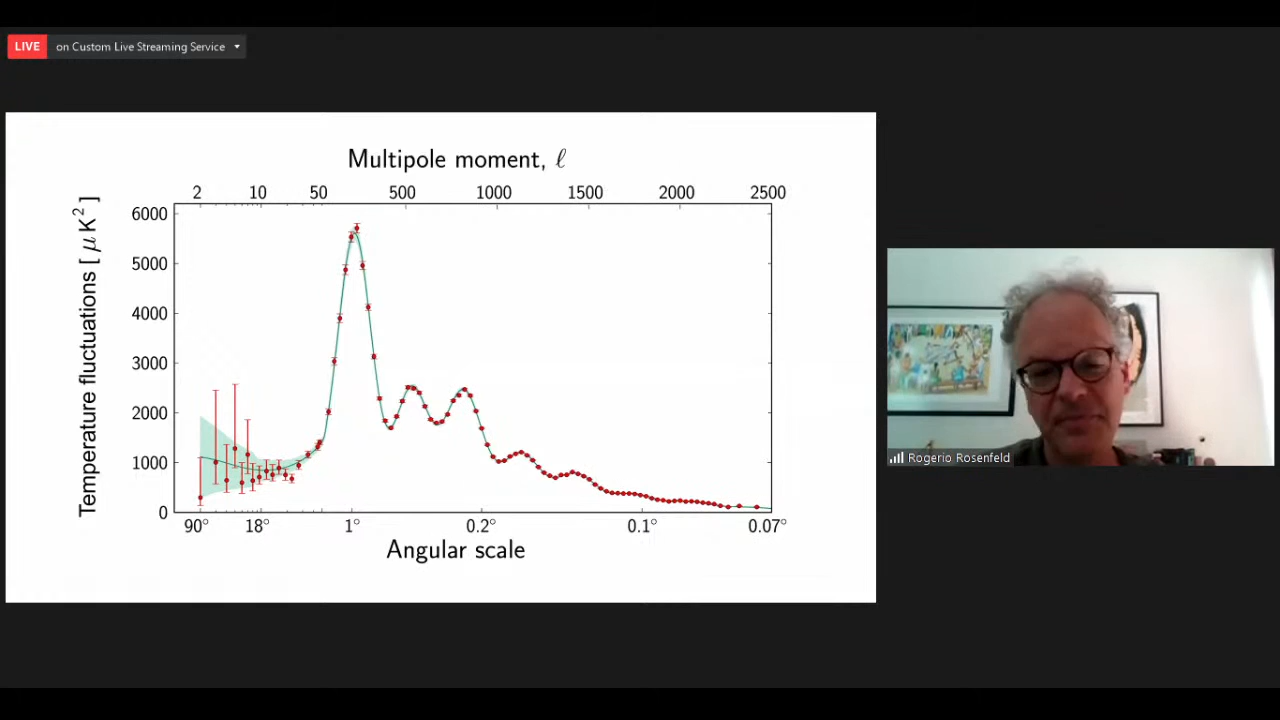 LIVE on Custom Live Streaming Service
Multipole moment, ℓ
2 10 50 500 1000 1500 2000 2500
Temperature fluctuations [ μ K² ]
6000
5000
4000
3000
2000
1000
0
90° 18° 1° 0.2° 0.1° 0.07°
Angular scale
Rogerio Rosenfeld